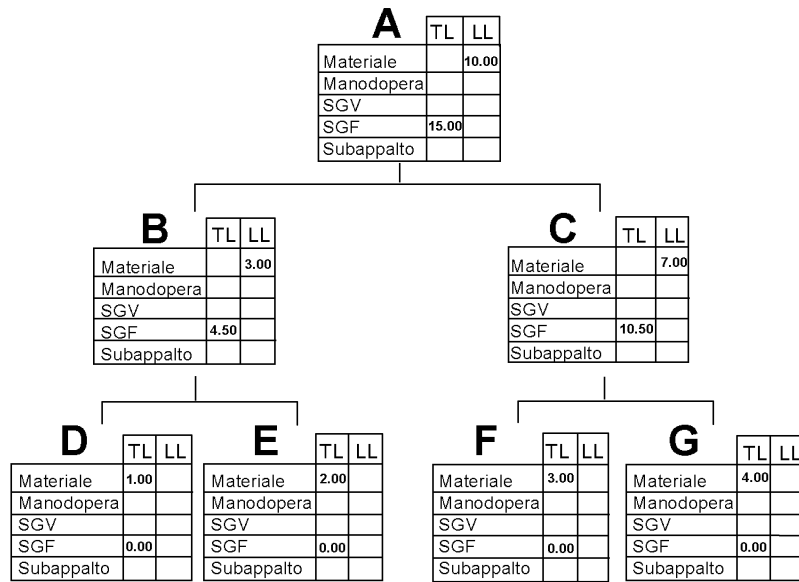 A
TL LL
Materiale 10.00
Manodopera
SGV
SGF 15.00
Subappalto
B
TL LL
Materiale 3.00
Manodopera
SGV
SGF 4.50
Subappalto
C
TL LL
Materiale 7.00
Manodopera
SGV
SGF 10.50
Subappalto
D
TL LL
Materiale 1.00
Manodopera
SGV
SGF 0.00
Subappalto
E
TL LL
Materiale 2.00
Manodopera
SGV
SGF 0.00
Subappalto
F
TL LL
Materiale 3.00
Manodopera
SGV
SGF 0.00
Subappalto
G
TL LL
Materiale 4.00
Manodopera
SGV
SGF 0.00
Subappalto